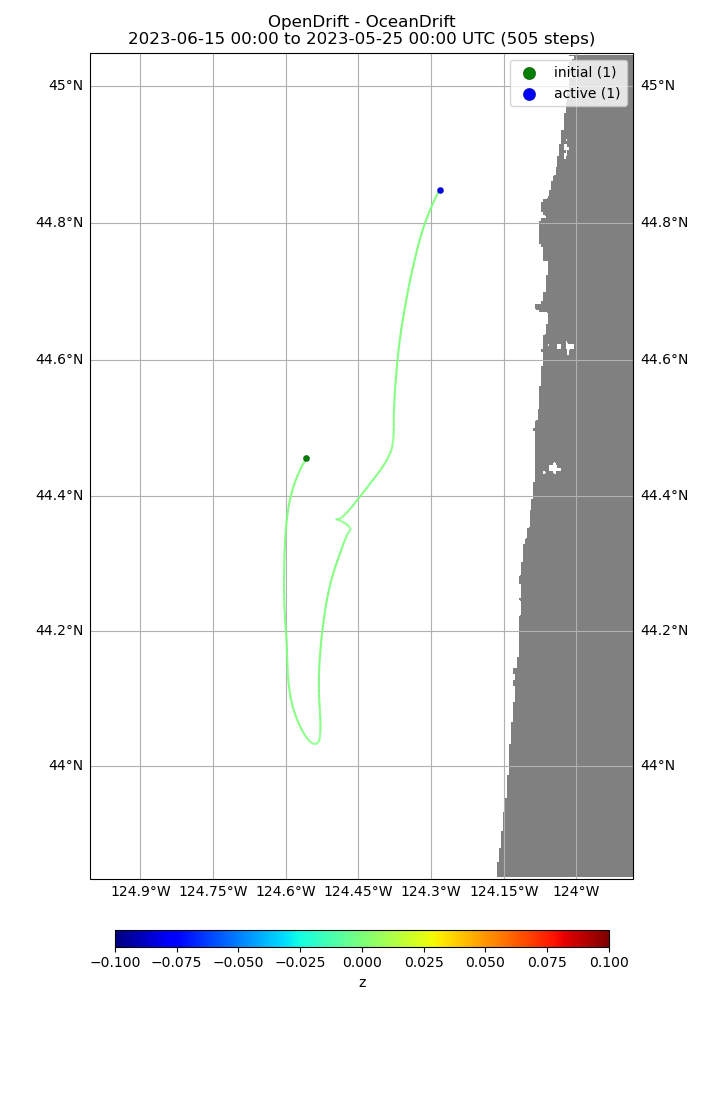 OpenDrift - OceanDrift
2023-06-15 00:00 to 2023-05-25 00:00 UTC (505 steps)
initial (1)
active (1)
45°N 45°N
44.8°N 44.8°N
44.6°N 44.6°N
44.4°N 44.4°N
44.2°N 44.2°N
44°N 44°N
124.9°W 124.75°W 124.6°W 124.45°W 124.3°W 124.15°W 124°W
−0.100 −0.075 −0.050 −0.025 0.000 0.025 0.050 0.075 0.100
z